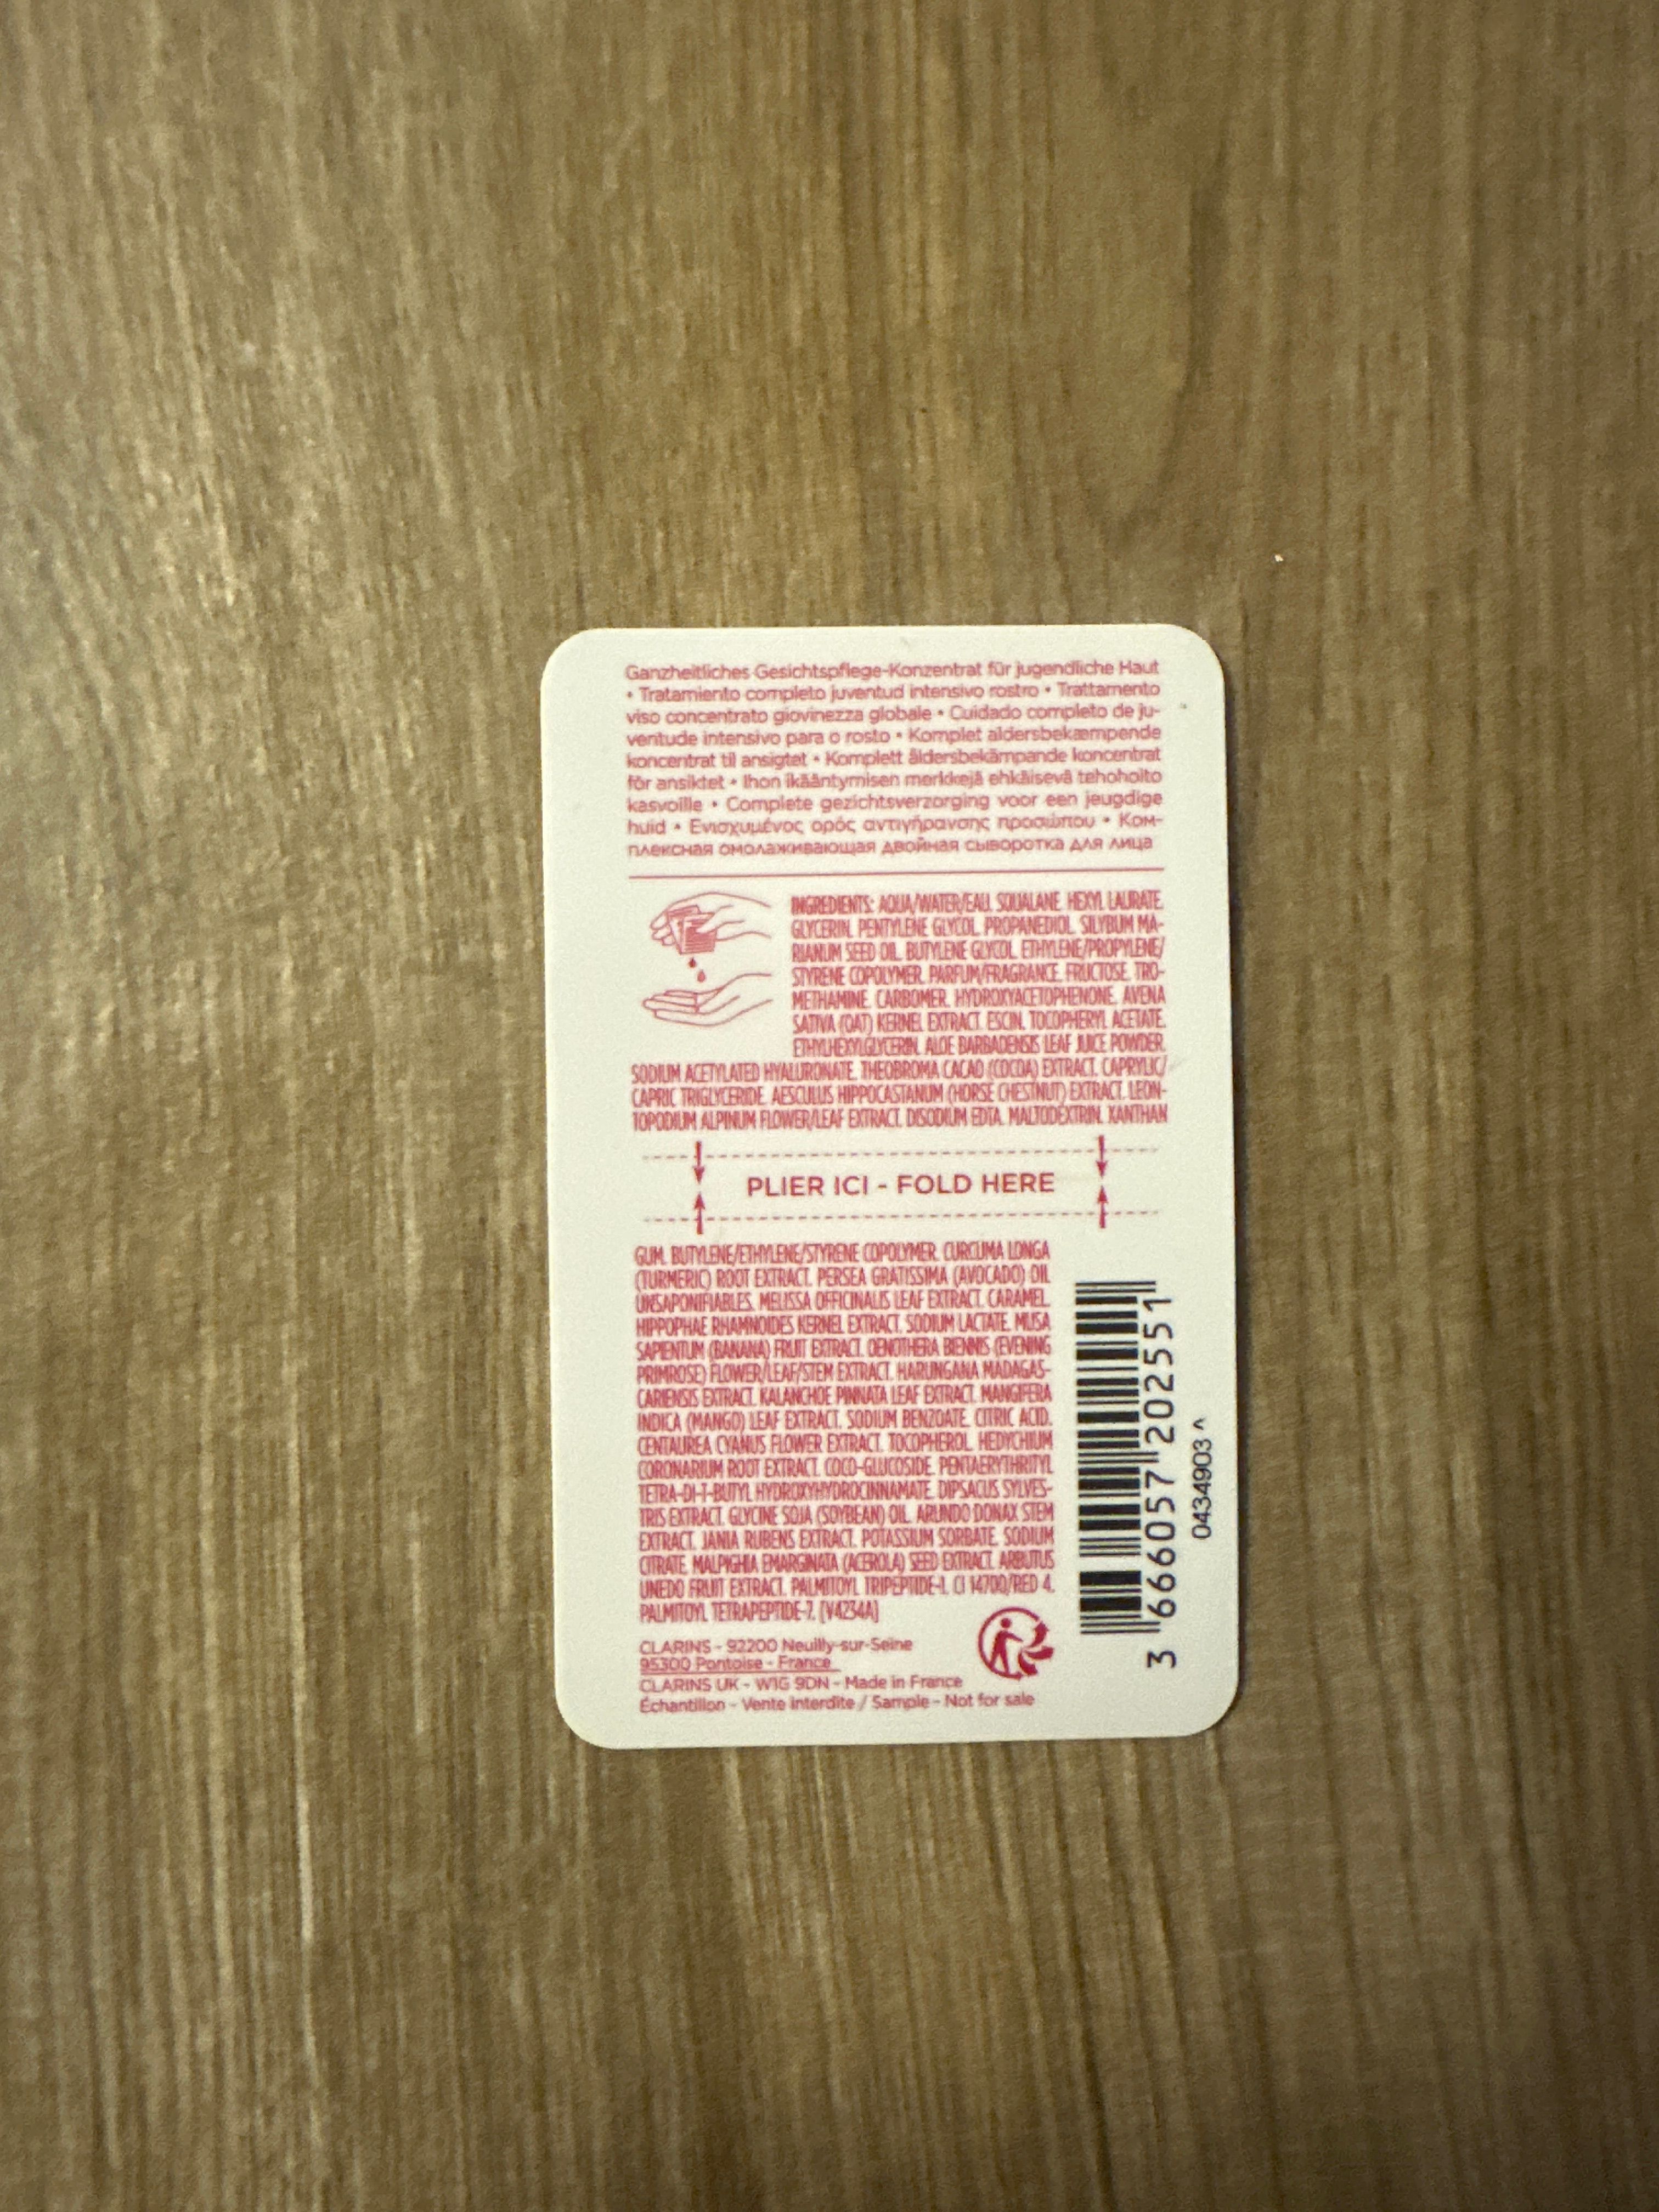 Ganzheitliches Gesichtspflege-Konzentrat für jugendliche Haut
• Tratamiento completo juventud intensivo rostro • Trattamento
viso concentrato giovinezza globale • Cuidado completo de ju-
ventude intensivo para o rosto • Komplet aldersbekæmpende
koncentrat til ansigtet • Komplett åldersbekämpande koncentrat
för ansiktet • Ihon ikääntymisen merkkejä ehkäisevä tehohoito
kasvoille • Complete gezichtsverzorging voor een jeugdige
huid • Ενισχυμένος ορός αντιγήρανσης προσώπου • Ком-
плексная омолаживающая двойная сыворотка для лица
INGREDIENTS: AQUA/WATER/EAU. SQUALANE. HEXYL LAURATE.
GLYCERIN. PENTYLENE GLYCOL. PROPANEDIOL. SILYBUM MA-
RIANUM SEED OIL. BUTYLENE GLYCOL. ETHYLENE/PROPYLENE/
STYRENE COPOLYMER. PARFUM/FRAGRANCE. FRUCTOSE. TRO-
METHAMINE. CARBOMER. HYDROXYACETOPHENONE. AVENA
SATIVA (OAT) KERNEL EXTRACT. ESCIN. TOCOPHERYL ACETATE.
ETHYLHEXYLGLYCERIN. ALOE BARBADENSIS LEAF JUICE POWDER.
SODIUM ACETYLATED HYALURONATE. THEOBROMA CACAO (COCOA) EXTRACT. CAPRYLIC/
CAPRIC TRIGLYCERIDE. AESCULUS HIPPOCASTANUM (HORSE CHESTNUT) EXTRACT. LEON-
TOPODIUM ALPINUM FLOWER/LEAF EXTRACT. DISODIUM EDTA. MALTODEXTRIN. XANTHAN
PLIER ICI - FOLD HERE
GUM. BUTYLENE/ETHYLENE/STYRENE COPOLYMER. CURCUMA LONGA
(TURMERIC) ROOT EXTRACT. PERSEA GRATISSIMA (AVOCADO) OIL
UNSAPONIFIABLES. MELISSA OFFICINALIS LEAF EXTRACT. CARAMEL.
HIPPOPHAE RHAMNOIDES KERNEL EXTRACT. SODIUM LACTATE. MUSA
SAPIENTUM (BANANA) FRUIT EXTRACT. OENOTHERA BIENNIS (EVENING
PRIMROSE) FLOWER/LEAF/STEM EXTRACT. HARUNGANA MADAGAS-
CARIENSIS EXTRACT. KALANCHOE PINNATA LEAF EXTRACT. MANGIFERA
INDICA (MANGO) LEAF EXTRACT. SODIUM BENZOATE. CITRIC ACID.
CENTAUREA CYANUS FLOWER EXTRACT. TOCOPHEROL. HEDYCHIUM
CORONARIUM ROOT EXTRACT. COCO-GLUCOSIDE. PENTAERYTHRITYL
TETRA-DI-T-BUTYL HYDROXYHYDROCINNAMATE. DIPSACUS SYLVES-
TRIS EXTRACT. GLYCINE SOJA (SOYBEAN) OIL. ARUNDO DONAX STEM
EXTRACT. JANIA RUBENS EXTRACT. POTASSIUM SORBATE. SODIUM
CITRATE. MALPIGHIA EMARGINATA (ACEROLA) SEED EXTRACT. ARBUTUS
UNEDO FRUIT EXTRACT. PALMITOYL TRIPEPTIDE-1. CI 14700/RED 4.
PALMITOYL TETRAPEPTIDE-7. [V4234A]
CLARINS - 92200 Neuilly-sur-Seine
95300 Pontoise - France
CLARINS UK - W1G 9DN - Made in France
Échantillon - Vente interdite / Sample - Not for sale
3 666057 202551
0434903 ^